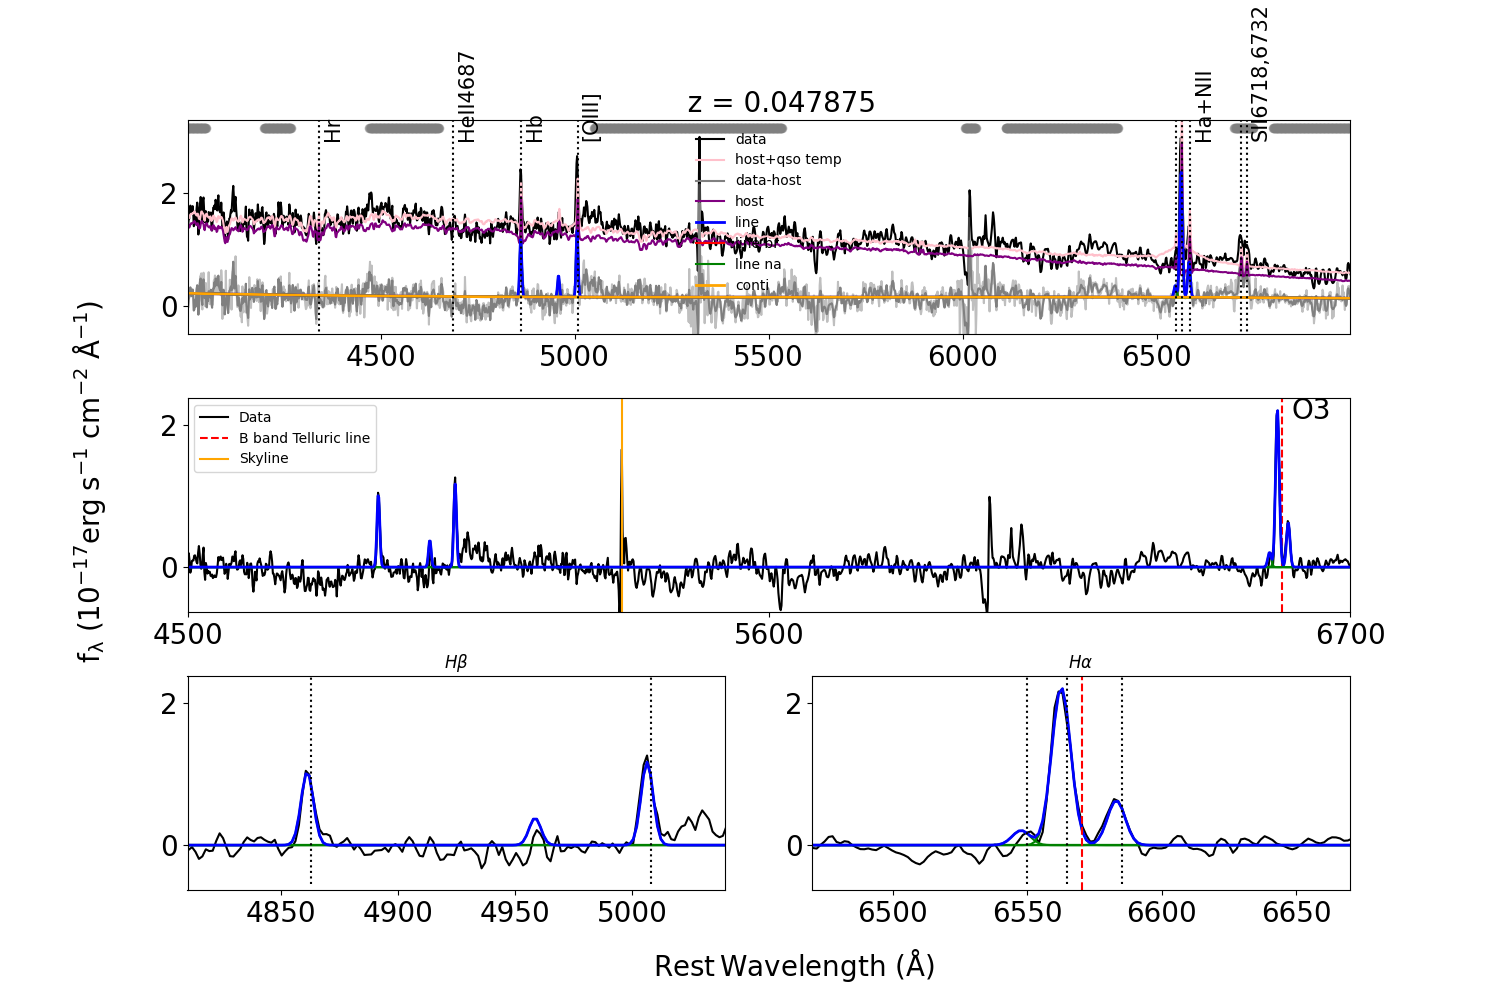 z = 0.047875
Hr
HeII4687
Hb
[OIII]
Ha+NII
SII6718,6732
data
host+qso temp
data-host
host
line
line na
conti
2
0
4500 5000 5500 6000 6500
f_λ (10^−17 erg s^−1 cm^−2 Å^−1)
Data
B band Telluric line
Skyline
O3
2
0
4500 5600 6700
Hβ
2
0
4850 4900 4950 5000
Hα
2
0
6500 6550 6600 6650
Rest Wavelength (Å)